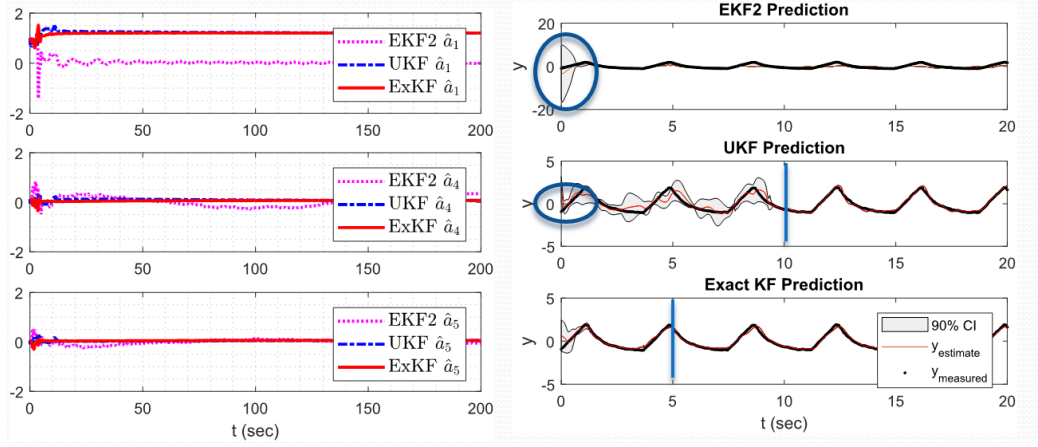 2
0
-2
0
50
100
150
200
EKF2 â₁
UKF â₁
ExKF â₁
2
0
-2
0
50
100
150
200
EKF2 â₄
UKF â₄
ExKF â₄
2
0
-2
0
50
100
150
200
EKF2 â₅
UKF â₅
ExKF â₅
t (sec)
EKF2 Prediction
20
0
-20
y
0
5
10
15
20
UKF Prediction
5
0
-5
y
0
5
10
15
20
Exact KF Prediction
5
0
-5
y
0
5
10
15
20
90% CI
y_estimate
y_measured
t (sec)